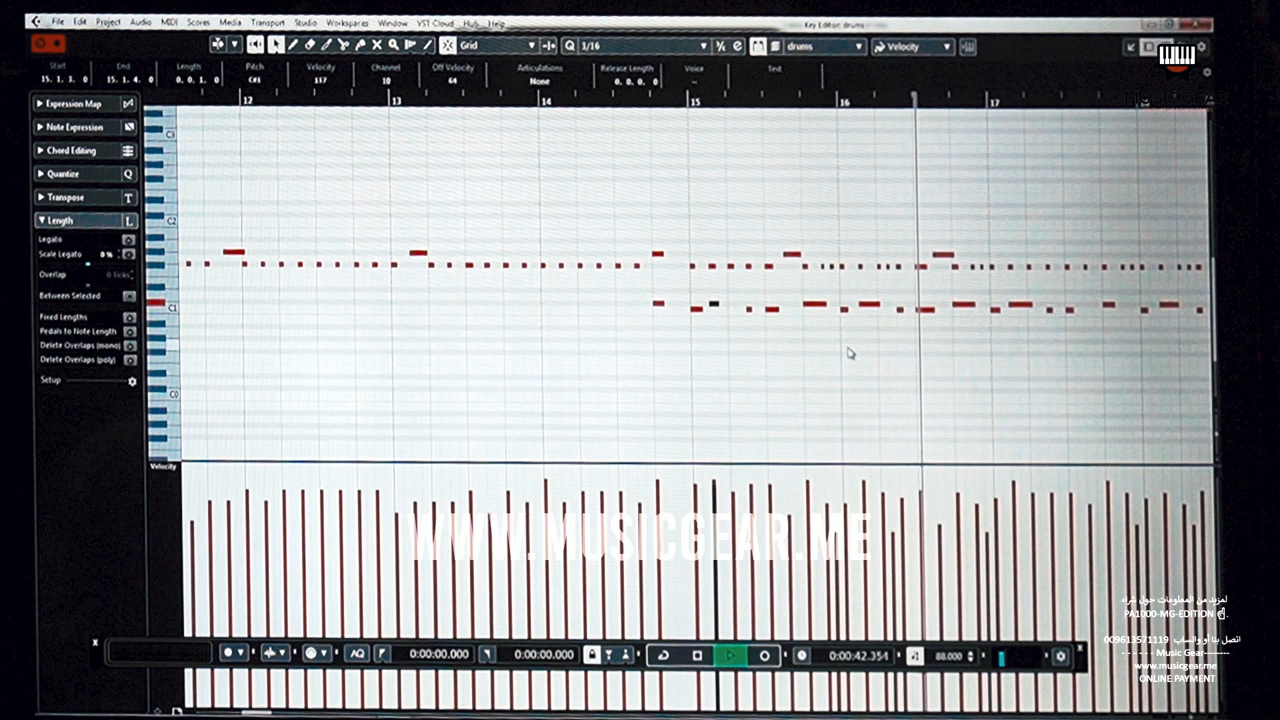 Key Editor: drums
File Edit Project Audio MIDI Scores Media Transport Studio Workspaces Window VST Cloud Hub Help
Grid 1/16 drums Velocity
Start End Length Pitch Velocity Channel Off Velocity Articulations Release Length Voice Text
15. 1. 3. 0 15. 1. 4. 0 0. 0. 1. 0 C#1 117 10 64 None 0. 0. 0. 0
12 13 14 15 16 17
Expression Map
Note Expression
Chord Editing
Quantize Q
Transpose T
Length L
Legato
Scale Legato 0 %
Overlap 0 Ticks
Between Selected
Fixed Lengths
Pedals to Note Length
Delete Overlaps (mono)
Delete Overlaps (poly)
Setup
C3
C2
C1
C0
Velocity
WWW.MUSICGEAR.ME
لمزيد من المعلومات حول شراء
PA1000-MG-EDITION
اتصل بنا أو واتساب 009613571119
- - - - - - - Music Gear--------
www.musicgear.me
ONLINE PAYMENT
AQ 0:00:00.000 0:00:00.000 0:00:42.354 88.000